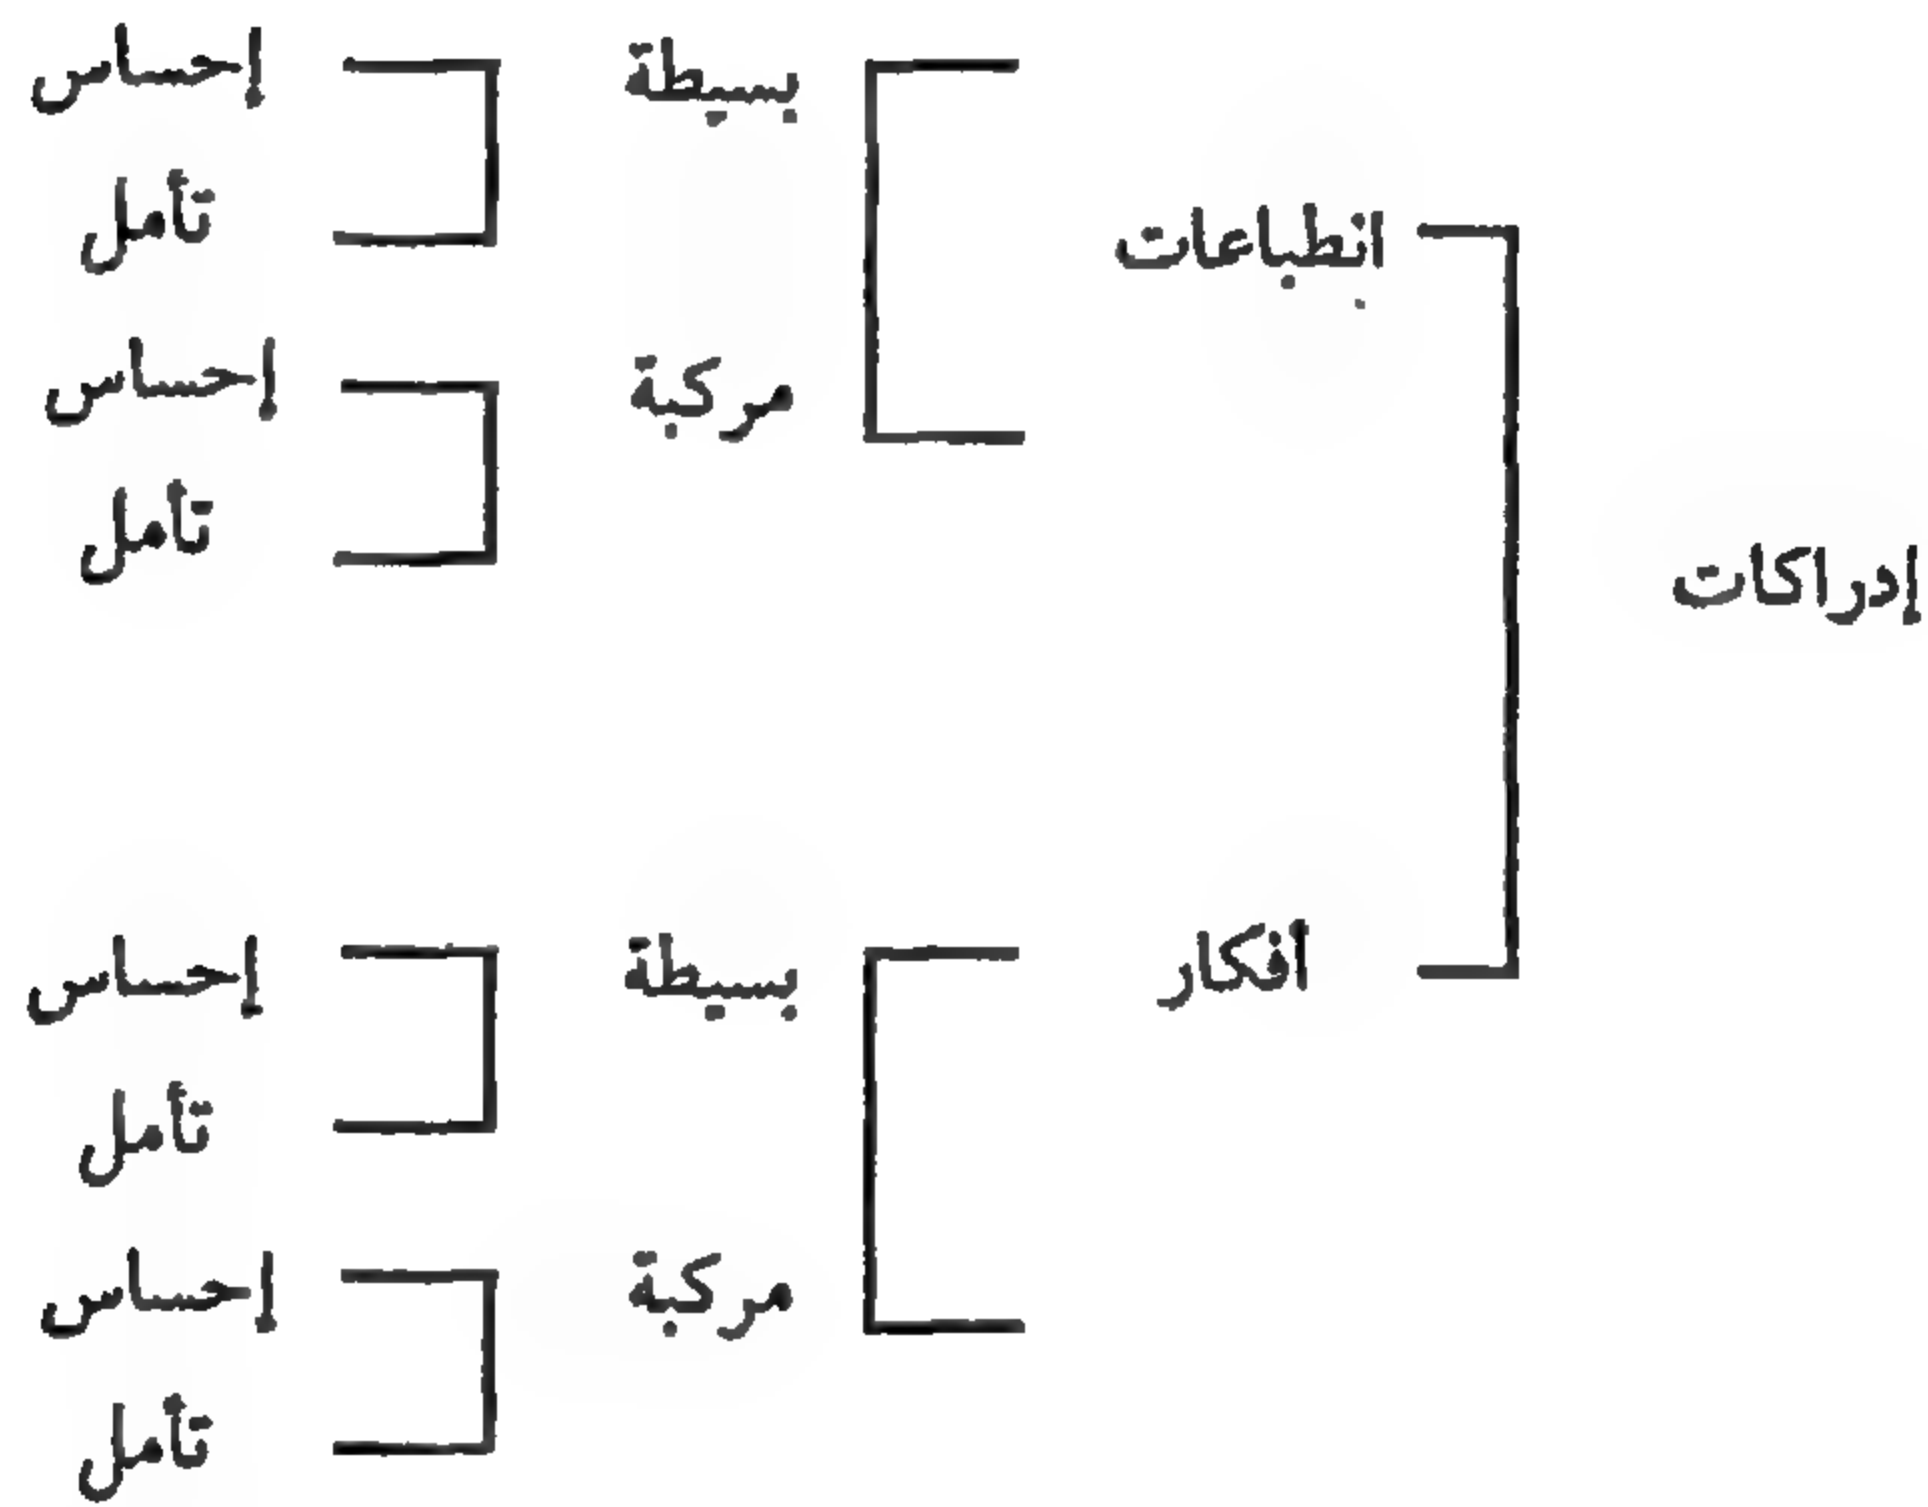 إدراكات
انطباعات
بسيطة
إحساس
تأمل
مركبة
إحساس
تأمل
أفكار
بسيطة
إحساس
تأمل
مركبة
إحساس
تأمل